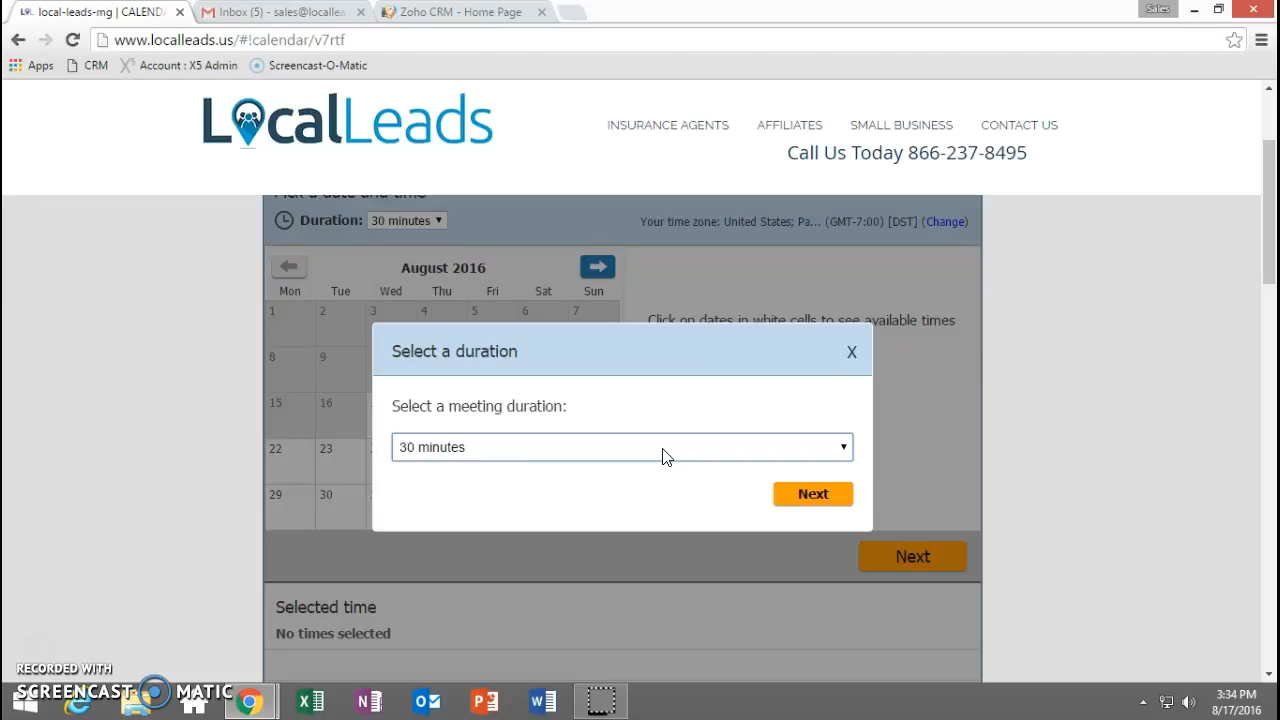 local-leads-mg | CALEND
Inbox (5) - sales@localle
Zoho CRM - Home Page
Sales
www.localleads.us/#!calendar/v7rtf
Apps
CRM
Account : X5 Admin
Screencast-O-Matic
LocalLeads
INSURANCE AGENTS
AFFILIATES
SMALL BUSINESS
CONTACT US
Call Us Today 866-237-8495
Pick a date and time
Duration: 30 minutes
Your time zone: United States; Pa... (GMT-7:00) [DST] (Change)
August 2016
Mon Tue Wed Thu Fri Sat Sun
1 2 3 4 5 6 7
Click on dates in white cells to see available times
8 9
15 16
22 23
29 30
Select a duration
X
Select a meeting duration:
30 minutes
Next
Next
Selected time
No times selected
RECORDED WITH
SCREENCAST MATIC
3:34 PM
8/17/2016